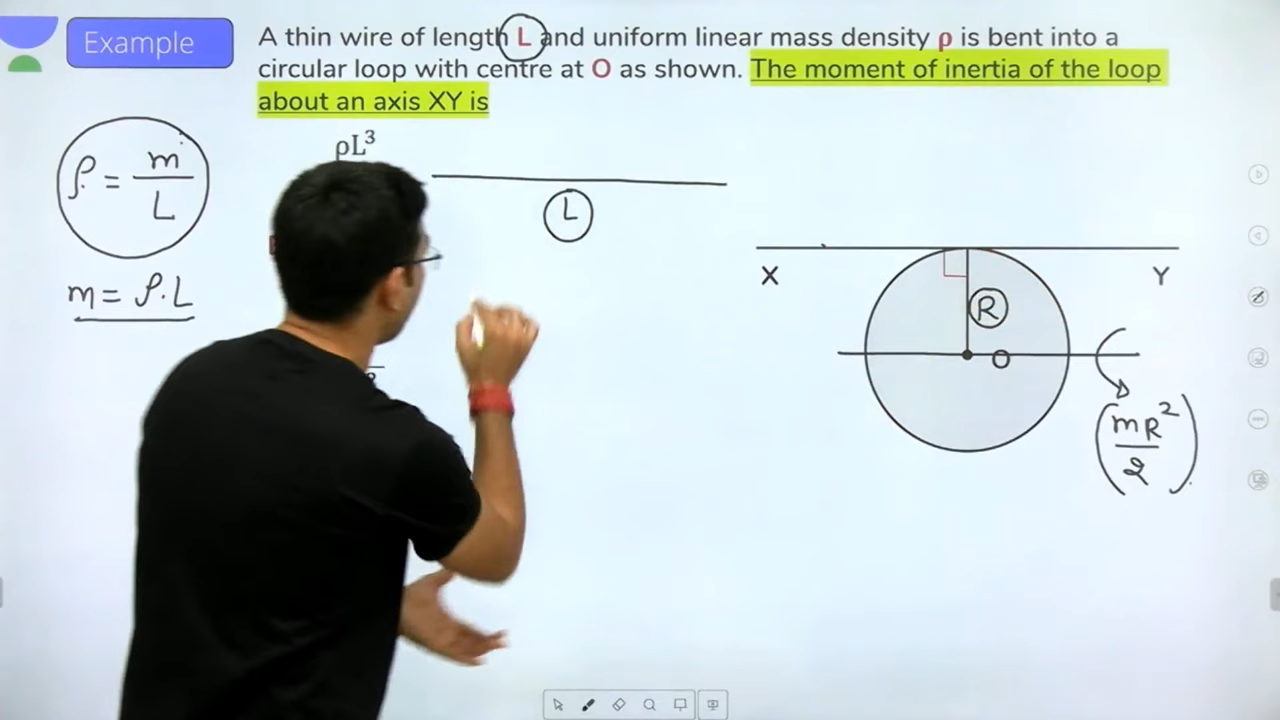 Example
A thin wire of length L and uniform linear mass density ρ is bent into a
circular loop with centre at O as shown. The moment of inertia of the loop
about an axis XY is
ρL³
ρ = m/L
L
m = ρ.L
X
Y
R
O
(mR²/2)